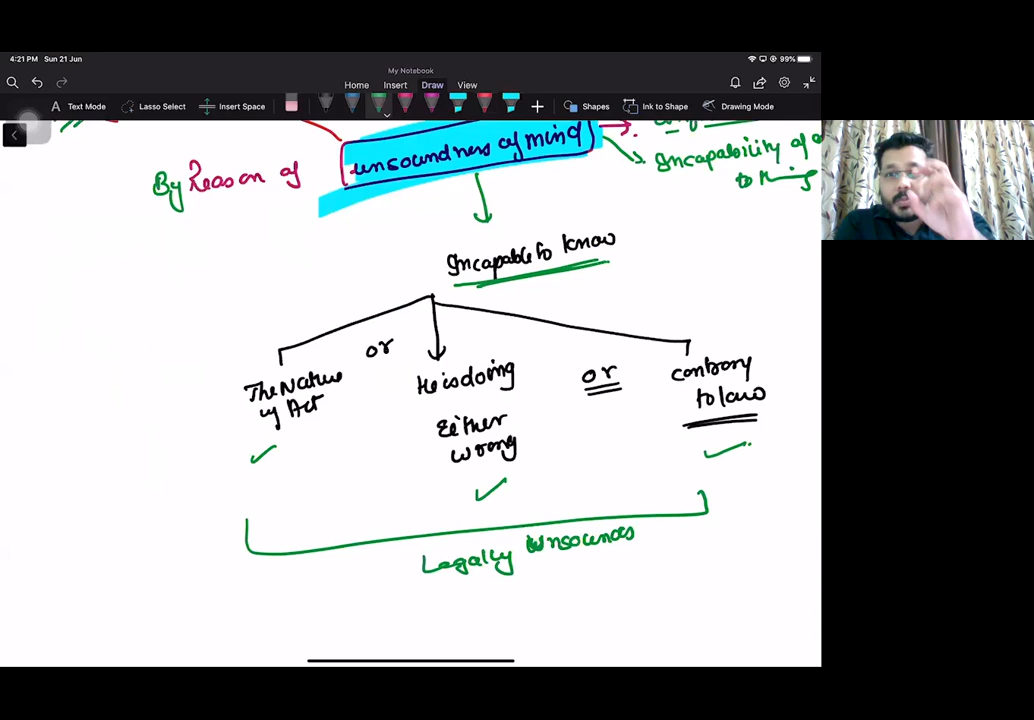 4:21 PM Sun 21 Jun
99%
My Notebook
Home Insert Draw View
Text Mode Lasso Select Insert Space Shapes Ink to Shape Drawing Mode
unsoundness of mind
By Reason of
Incapability of
to
Incapable to know
or
The Nature of Act
He is doing
Either
wrong
or
contrary
to law
Legally unsoundness